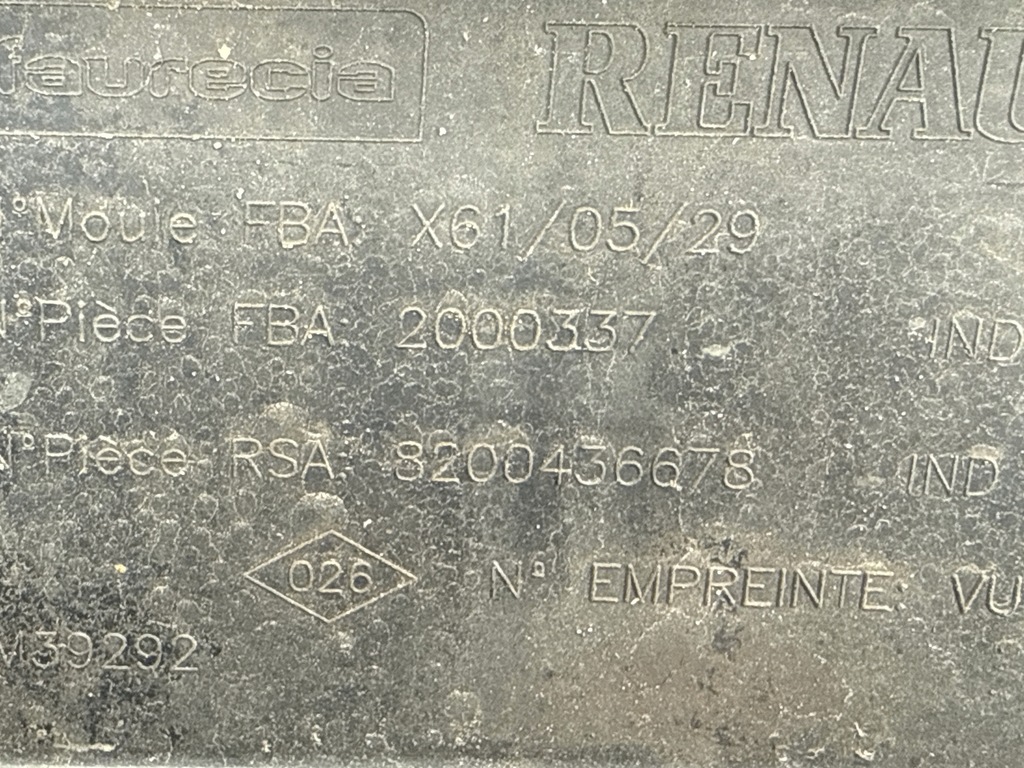 faurecia RENAU
N° Moule FBA: X61/05/29
N° Pièce FBA: 2000337 IND
N° Pièce RSA: 8200436678 IND
026 N° EMPREINTE: VU
M39292